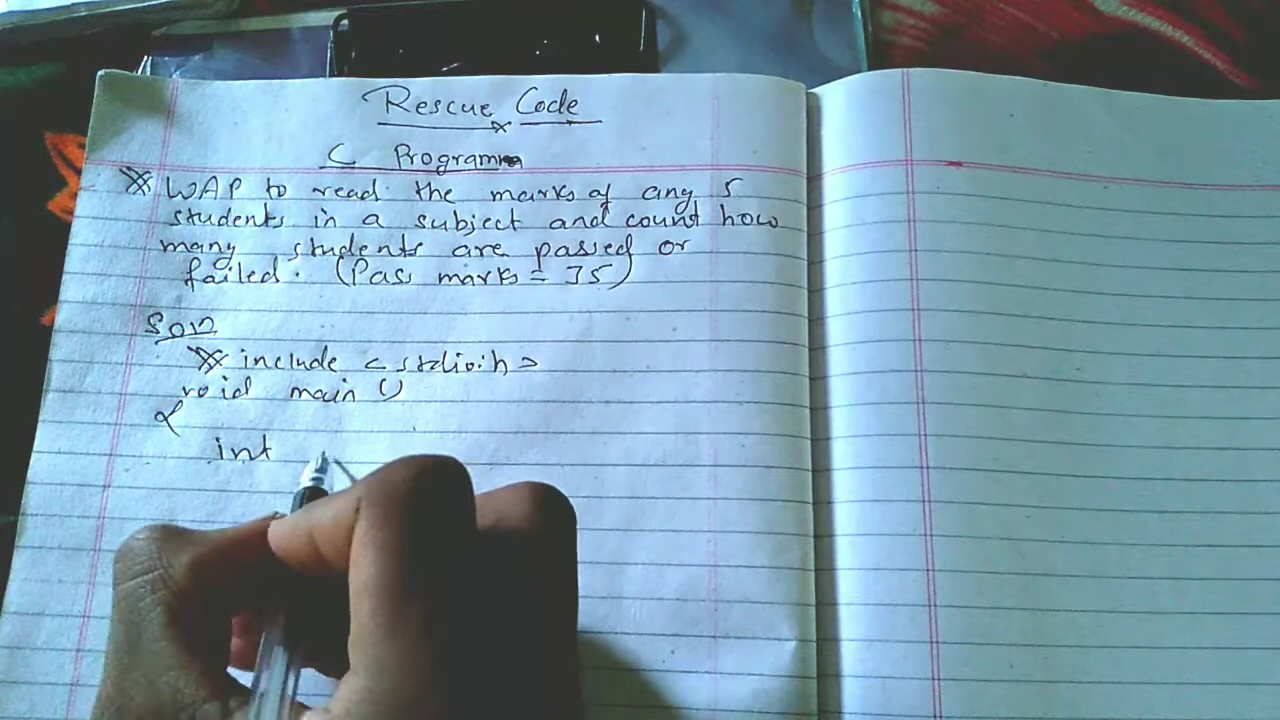 Rescue Code
C Program
* WAP to read the marks of any 5
students in a subject and count how
many students are passed or
failed. (Pass marks = 35)
Soln
# include <stdio.h>
void main ()
{
int